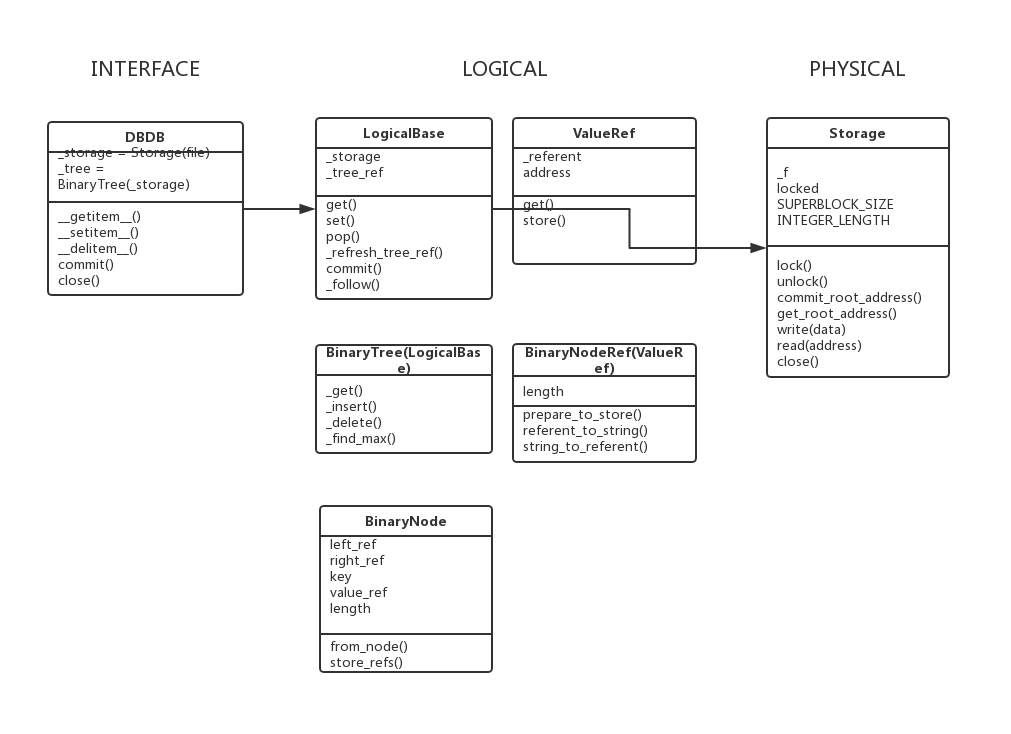 INTERFACE
LOGICAL
PHYSICAL
DBDB
_storage = Storage(file)
_tree =
BinaryTree(_storage)
__getitem__()
__setitem__()
__delitem__()
commit()
close()
LogicalBase
_storage
_tree_ref
get()
set()
pop()
_refresh_tree_ref()
commit()
_follow()
ValueRef
_referent
address
get()
store()
Storage
_f
locked
SUPERBLOCK_SIZE
INTEGER_LENGTH
lock()
unlock()
commit_root_address()
get_root_address()
write(data)
read(address)
close()
BinaryTree(LogicalBas
e)
_get()
_insert()
_delete()
_find_max()
BinaryNodeRef(ValueR
ef)
length
prepare_to_store()
referent_to_string()
string_to_referent()
BinaryNode
left_ref
right_ref
key
value_ref
length
from_node()
store_refs()